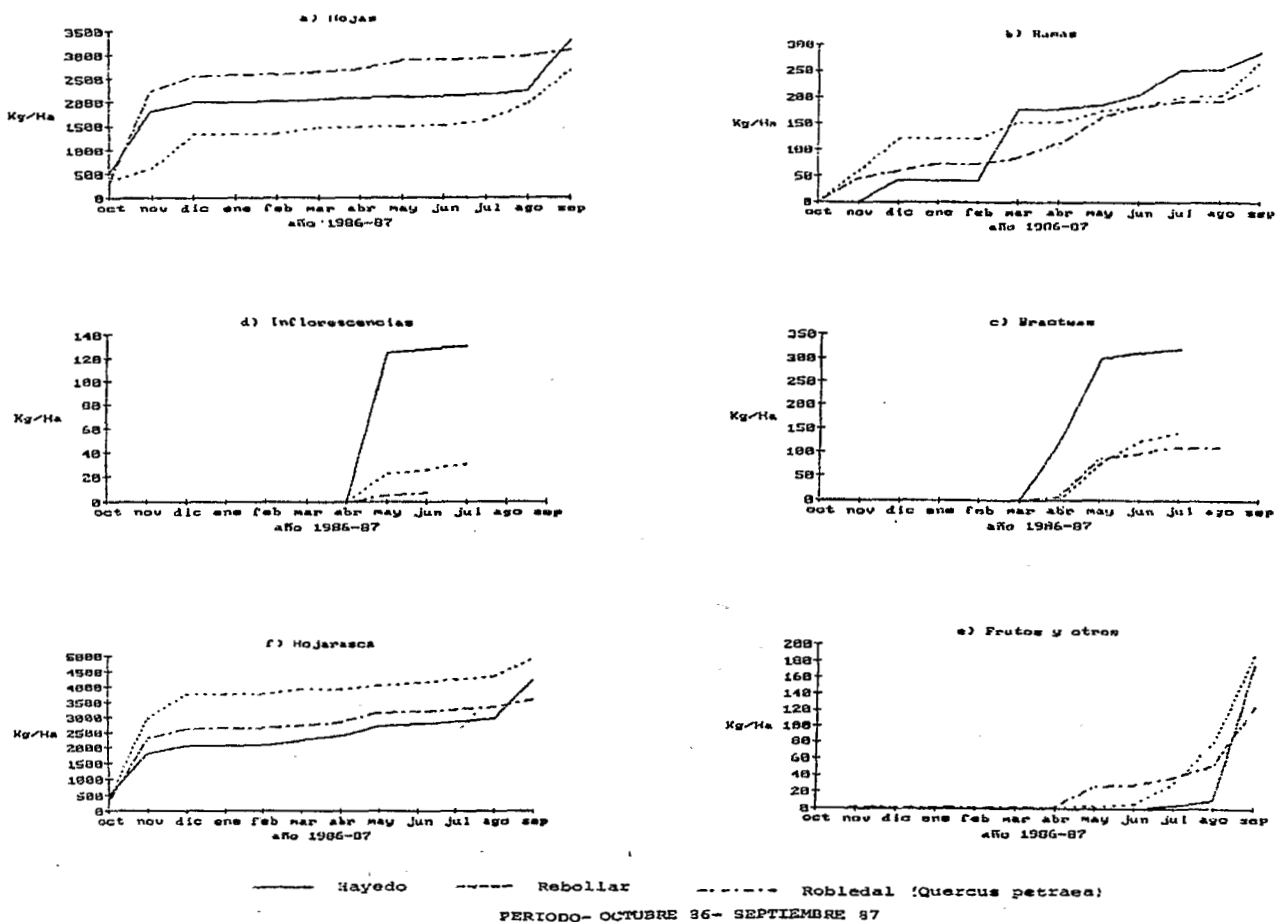 a) Hojas
3500
3000
2500
2000
1500
1000
500
0
Kg/Ha
oct nov dic ene feb mar abr may jun jul ago sep
año 1986-87
b) Ramas
300
250
200
150
100
50
0
Kg/Ha
oct nov dic ene feb mar abr may jun jul ago sep
año 1986-87
d) Inflorescencias
140
120
100
80
60
40
20
0
Kg/Ha
oct nov dic ene feb mar abr may jun jul ago sep
año 1986-87
c) Bracteas
350
300
250
200
150
100
50
0
Kg/Ha
oct nov dic ene feb mar abr may jun jul ago sep
año 1986-87
f) Hojarasca
5000
4500
4000
3500
3000
2500
2000
1500
1000
500
0
Kg/Ha
oct nov dic ene feb mar abr may jun jul ago sep
año 1986-87
e) Frutos y otros
200
180
160
140
120
100
80
60
40
20
0
Kg/Ha
oct nov dic ene feb mar abr may jun jul ago sep
año 1986-87
Hayedo Rebollar Robledal (Quercus petraea)
PERIODO- OCTUBRE 86- SEPTIEMBRE 87